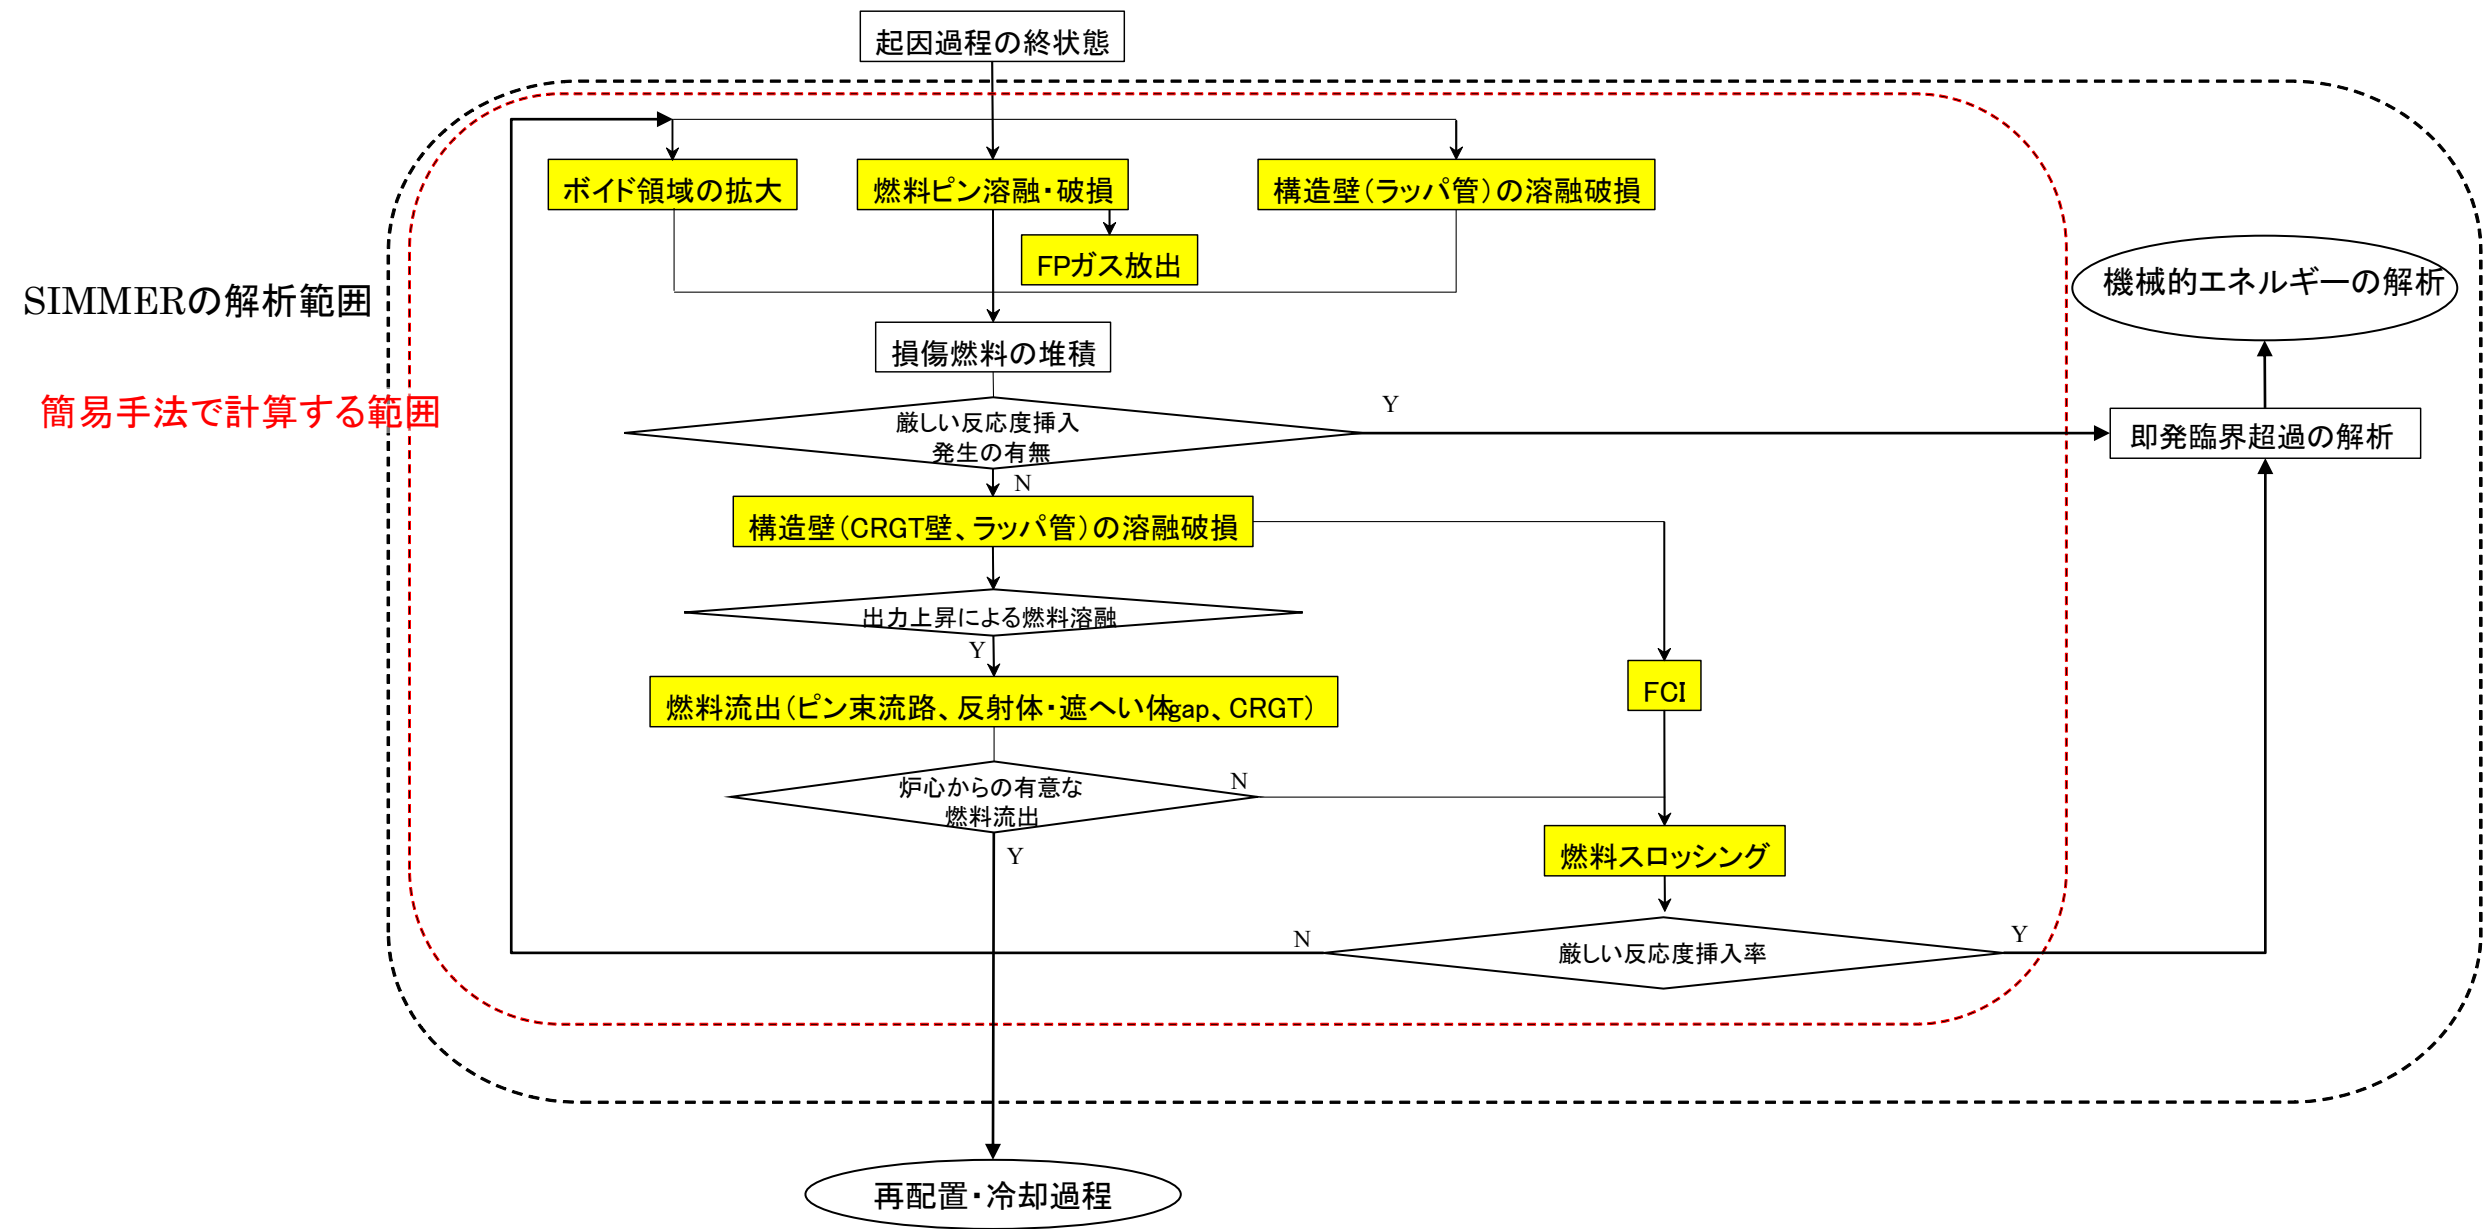 起因過程の終状態
ボイド領域の拡大
燃料ピン溶融・破損
構造壁(ラッパ管)の溶融破損
FPガス放出
SIMMERの解析範囲
機械的エネルギーの解析
損傷燃料の堆積
簡易手法で計算する範囲
厳しい反応度挿入
発生の有無
Y
即発臨界超過の解析
N
構造壁(CRGT壁、ラッパ管)の溶融破損
出力上昇による燃料溶融
Y
燃料流出(ピン束流路、反射体・遮へい体gap、CRGT)
FCI
炉心からの有意な
燃料流出
N
Y
燃料スロッシング
N
厳しい反応度挿入率
Y
再配置・冷却過程